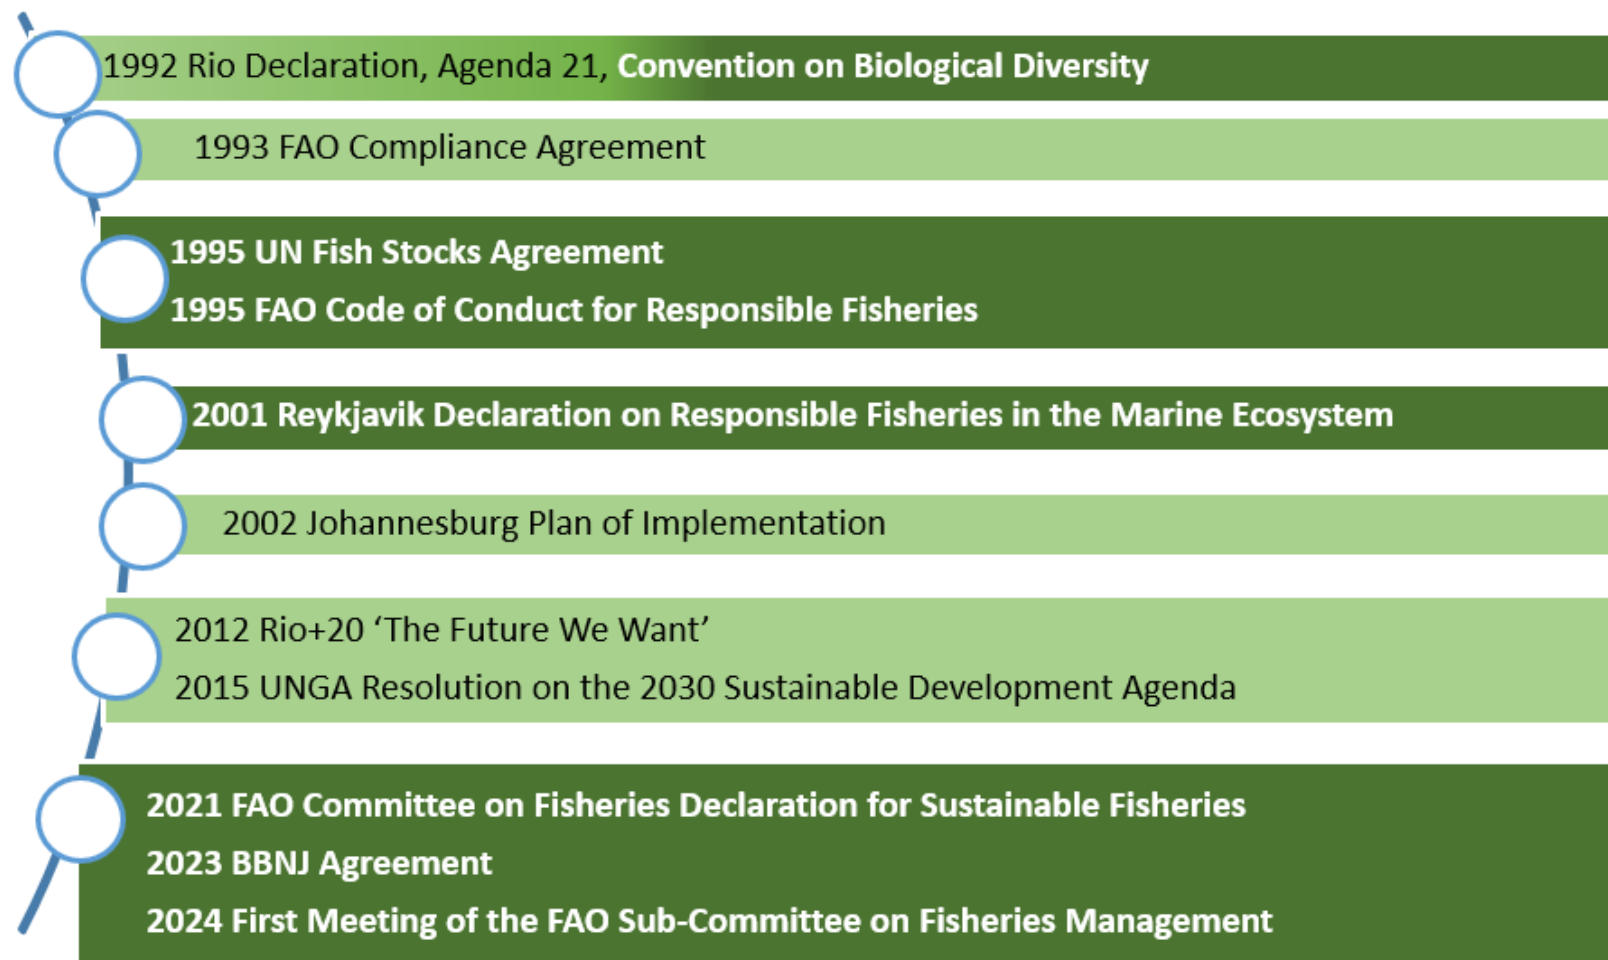 1992 Rio Declaration, Agenda 21, Convention on Biological Diversity
1993 FAO Compliance Agreement
1995 UN Fish Stocks Agreement
1995 FAO Code of Conduct for Responsible Fisheries
2001 Reykjavik Declaration on Responsible Fisheries in the Marine Ecosystem
2002 Johannesburg Plan of Implementation
2012 Rio+20 ‘The Future We Want’
2015 UNGA Resolution on the 2030 Sustainable Development Agenda
2021 FAO Committee on Fisheries Declaration for Sustainable Fisheries
2023 BBNJ Agreement
2024 First Meeting of the FAO Sub-Committee on Fisheries Management